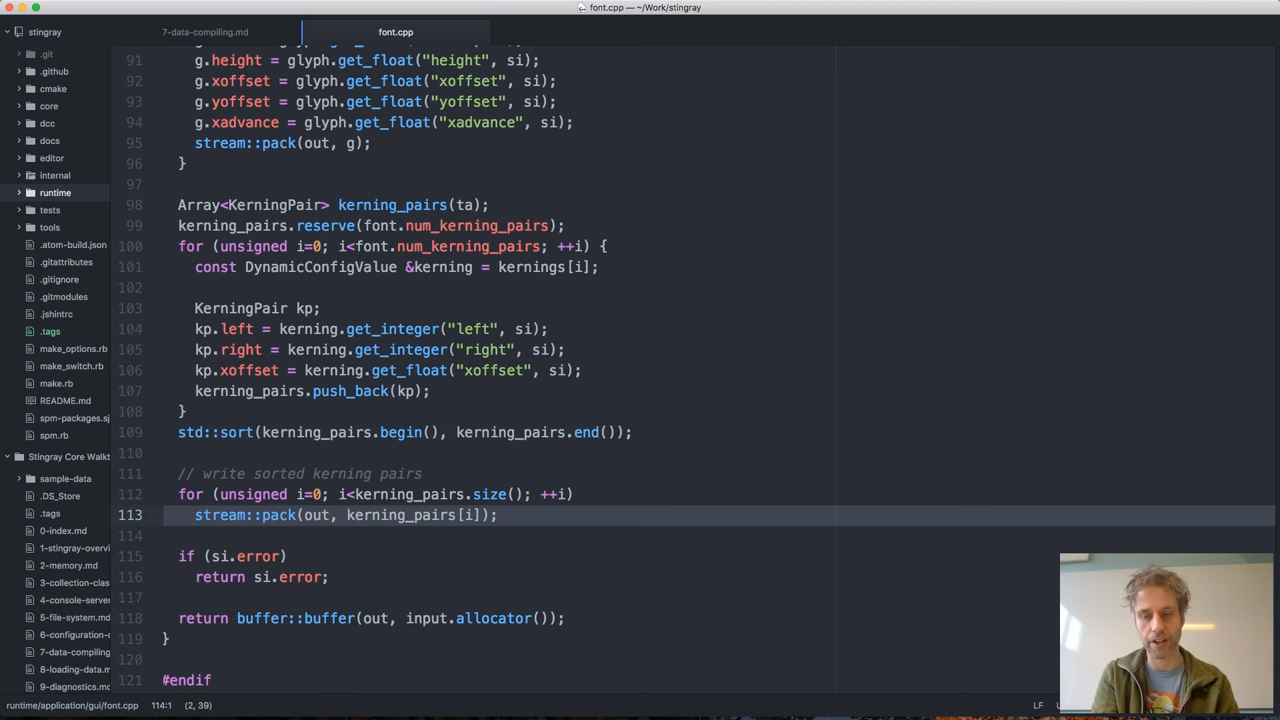 font.cpp — ~/Work/stingray
stingray
7-data-compiling.md
font.cpp
.git
.github
cmake
core
dcc
docs
editor
internal
runtime
tests
tools
.atom-build.json
.gitattributes
.gitignore
.gitmodules
.jshintrc
.tags
make_options.rb
make_switch.rb
make.rb
README.md
spm-packages.sj
spm.rb
Stingray Core Walkt
sample-data
.DS_Store
.tags
0-index.md
1-stingray-overvi
2-memory.md
3-collection-clas
4-console-server
5-file-system.md
6-configuration-c
7-data-compiling
8-loading-data.m
9-diagnostics.md
91 g.height = glyph.get_float("height", si);
92 g.xoffset = glyph.get_float("xoffset", si);
93 g.yoffset = glyph.get_float("yoffset", si);
94 g.xadvance = glyph.get_float("xadvance", si);
95 stream::pack(out, g);
96 }
97
98 Array<KerningPair> kerning_pairs(ta);
99 kerning_pairs.reserve(font.num_kerning_pairs);
100 for (unsigned i=0; i<font.num_kerning_pairs; ++i) {
101 const DynamicConfigValue &kerning = kernings[i];
102
103 KerningPair kp;
104 kp.left = kerning.get_integer("left", si);
105 kp.right = kerning.get_integer("right", si);
106 kp.xoffset = kerning.get_float("xoffset", si);
107 kerning_pairs.push_back(kp);
108 }
109 std::sort(kerning_pairs.begin(), kerning_pairs.end());
110
111 // write sorted kerning pairs
112 for (unsigned i=0; i<kerning_pairs.size(); ++i)
113 stream::pack(out, kerning_pairs[i]);
114
115 if (si.error)
116 return si.error;
117
118 return buffer::buffer(out, input.allocator());
119 }
120
121 #endif
runtime/application/gui/font.cpp 114:1 (2, 39) LF